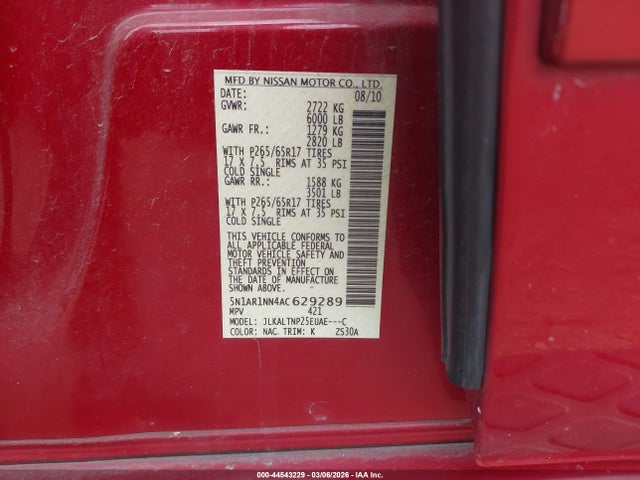 MFD BY NISSAN MOTOR CO., LTD.
DATE: 08/10
GVWR: 2722 KG
6000 LB
GAWR FR.: 1279 KG
2820 LB
WITH P265/65R17 TIRES
17 X 7.5 RIMS AT 35 PSI
COLD SINGLE
GAWR RR.: 1588 KG
3501 LB
WITH P265/65R17 TIRES
17 X 7.5 RIMS AT 35 PSI
COLD SINGLE
THIS VEHICLE CONFORMS TO
ALL APPLICABLE FEDERAL
MOTOR VEHICLE SAFETY AND
THEFT PREVENTION
STANDARDS IN EFFECT ON THE
DATE OF MANUFACTURE
SHOWN ABOVE.
5N1AR1NN4AC629289
MPV 421
MODEL: JLKALTNP25EUAE---C
COLOR: NAC TRIM: K ZS30A
000-44543229 | 03/06/2026 | IAA Inc.